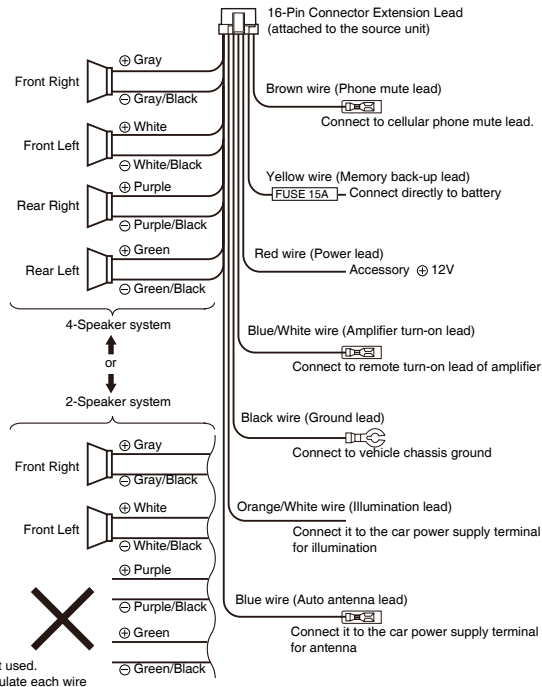 16-Pin Connector Extension Lead
(attached to the source unit)
⊕ Gray
Front Right
⊖ Gray/Black
⊕ White
Front Left
⊖ White/Black
⊕ Purple
Rear Right
⊖ Purple/Black
⊕ Green
Rear Left
⊖ Green/Black
4-Speaker system
or
2-Speaker system
⊕ Gray
Front Right
⊖ Gray/Black
⊕ White
Front Left
⊖ White/Black
⊕ Purple
⊖ Purple/Black
⊕ Green
⊖ Green/Black
t used.
ulate each wire
Brown wire (Phone mute lead)
Connect to cellular phone mute lead.
Yellow wire (Memory back-up lead)
FUSE 15A Connect directly to battery
Red wire (Power lead)
Accessory ⊕ 12V
Blue/White wire (Amplifier turn-on lead)
Connect to remote turn-on lead of amplifier
Black wire (Ground lead)
Connect to vehicle chassis ground
Orange/White wire (Illumination lead)
Connect it to the car power supply terminal
for illumination
Blue wire (Auto antenna lead)
Connect it to the car power supply terminal
for antenna